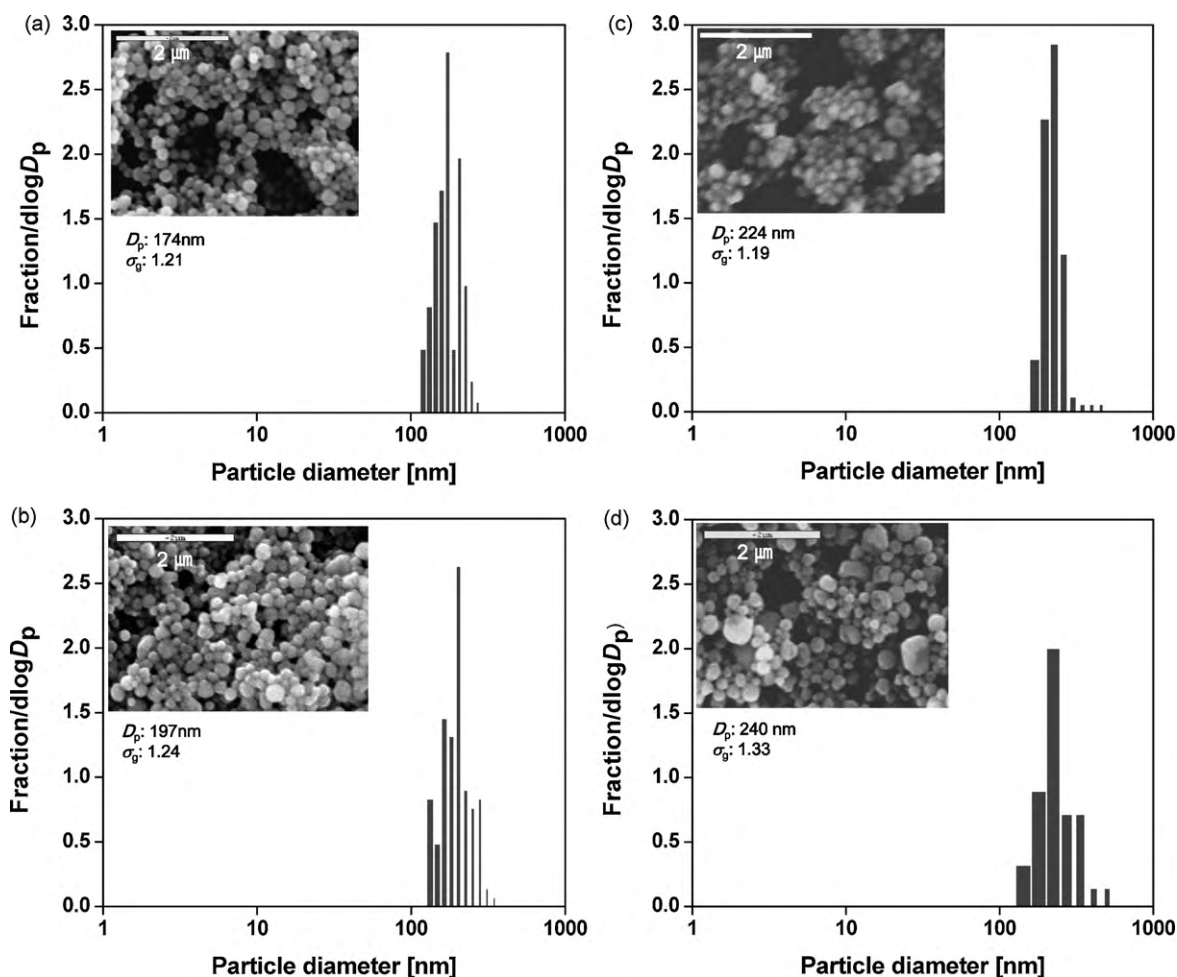 (a)
3.0
2.5
2.0
1.5
1.0
0.5
0.0
Fraction/dlogDp
2 μm
Dp: 174nm
σg: 1.21
1
10
100
1000
Particle diameter [nm]
(c)
3.0
2.5
2.0
1.5
1.0
0.5
0.0
Fraction/dlogDp
2 μm
Dp: 224 nm
σg: 1.19
1
10
100
1000
Particle diameter [nm]
(b)
3.0
2.5
2.0
1.5
1.0
0.5
0.0
Fraction/dlogDp
2 μm
Dp: 197nm
σg: 1.24
1
10
100
1000
Particle diameter [nm]
(d)
3.0
2.5
2.0
1.5
1.0
0.5
0.0
Fraction/dlogDp)
2 μm
Dp: 240 nm
σg: 1.33
1
10
100
1000
Particle diameter [nm]